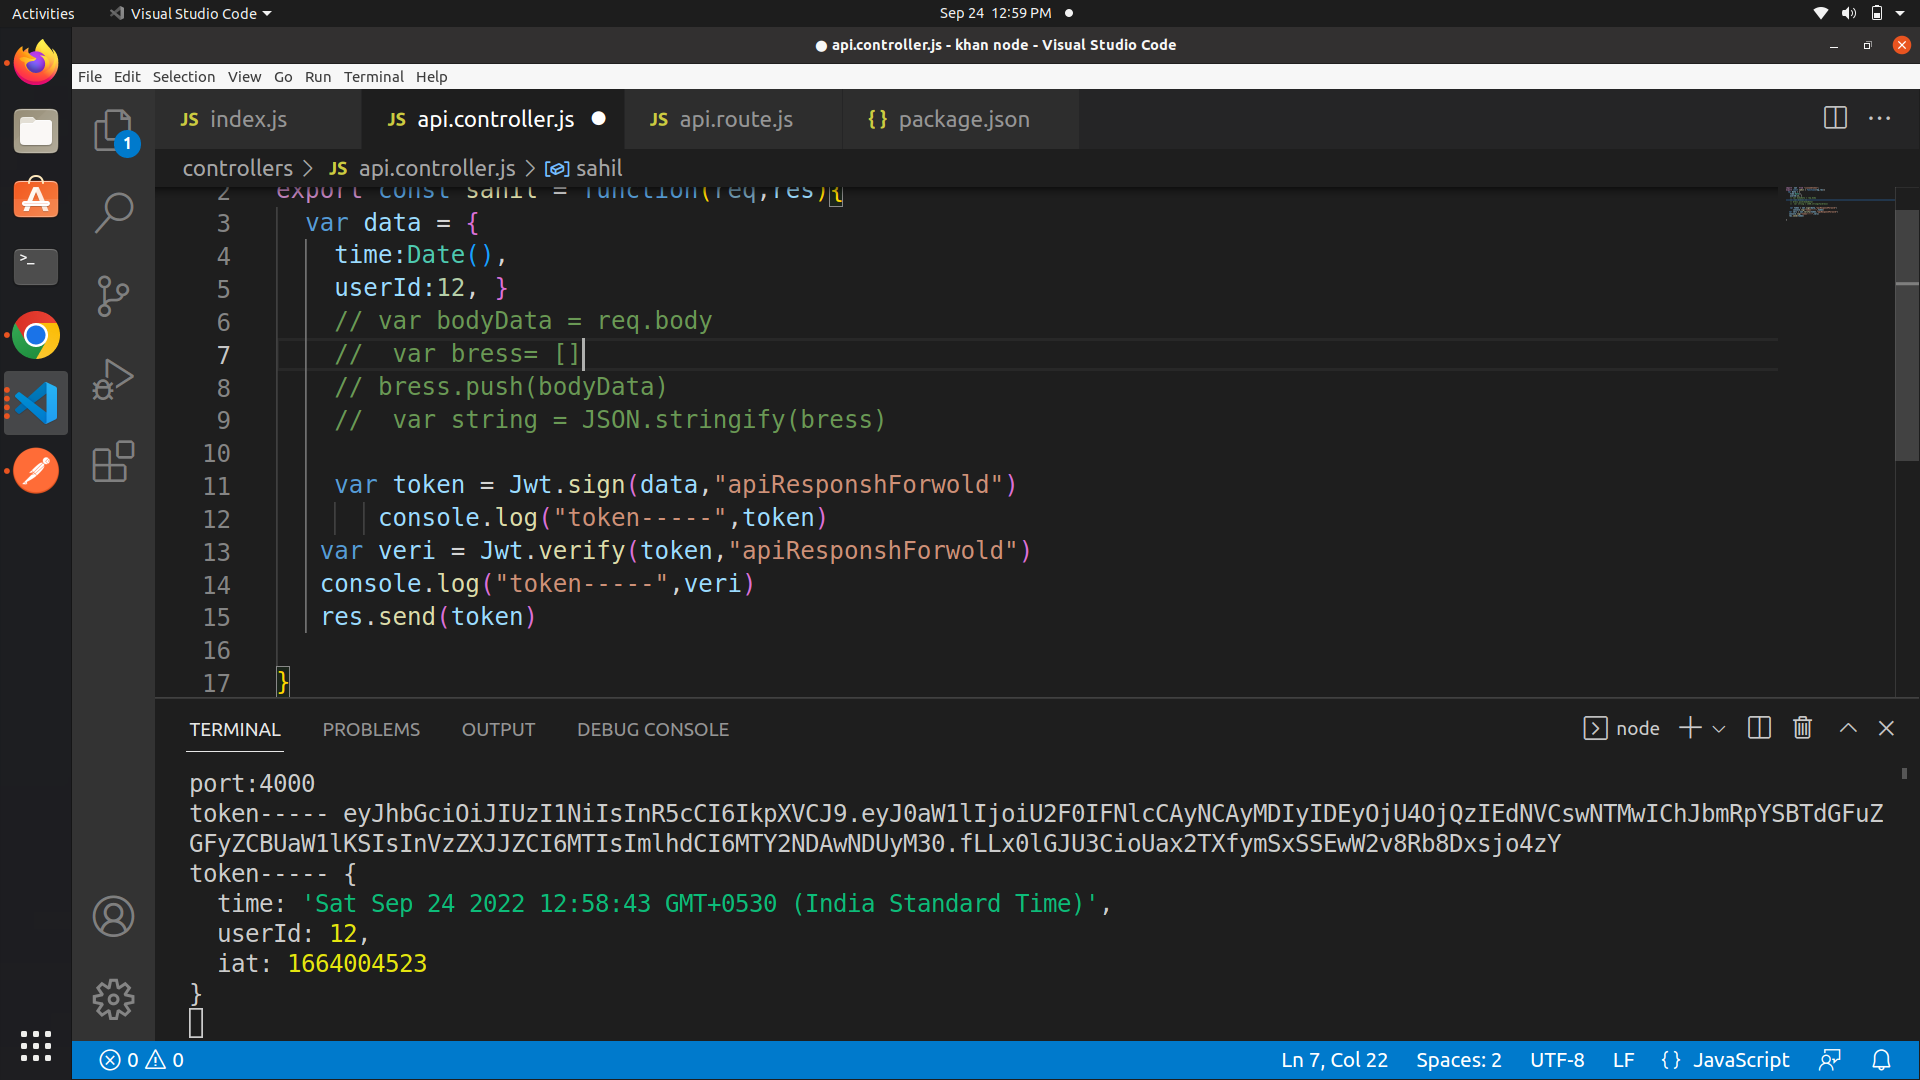 Activities Visual Studio Code Sep 24 12:59 PM
api.controller.js - khan node - Visual Studio Code
File Edit Selection View Go Run Terminal Help
JS index.js JS api.controller.js JS api.route.js {} package.json
1
controllers > JS api.controller.js > sahil
2 export const sahil = function(req,res){
3 var data = {
4 time:Date(),
5 userId:12, }
6 // var bodyData = req.body
7 //  var bress= []
8 // bress.push(bodyData)
9 //  var string = JSON.stringify(bress)
10
11 var token = Jwt.sign(data,"apiResponshForwold")
12 console.log("token-----",token)
13 var veri = Jwt.verify(token,"apiResponshForwold")
14 console.log("token-----",veri)
15 res.send(token)
16
17 }
TERMINAL PROBLEMS OUTPUT DEBUG CONSOLE node
port:4000
token----- eyJhbGciOiJIUzI1NiIsInR5cCI6IkpXVCJ9.eyJ0aW1lIjoiU2F0IFNlcCAyNCAyMDIyIDEyOjU4OjQzIEdNVCswNTMwIChJbmRpYSBTdGFuZ
GFyZCBUaW1lKSIsInVzZXJJZCI6MTIsImlhdCI6MTY2NDAwNDUyM30.fLLx0lGJU3CioUax2TXfymSxSSEwW2v8Rb8Dxsjo4zY
token----- {
time: 'Sat Sep 24 2022 12:58:43 GMT+0530 (India Standard Time)',
userId: 12,
iat: 1664004523
}
0 0 Ln 7, Col 22 Spaces: 2 UTF-8 LF {} JavaScript